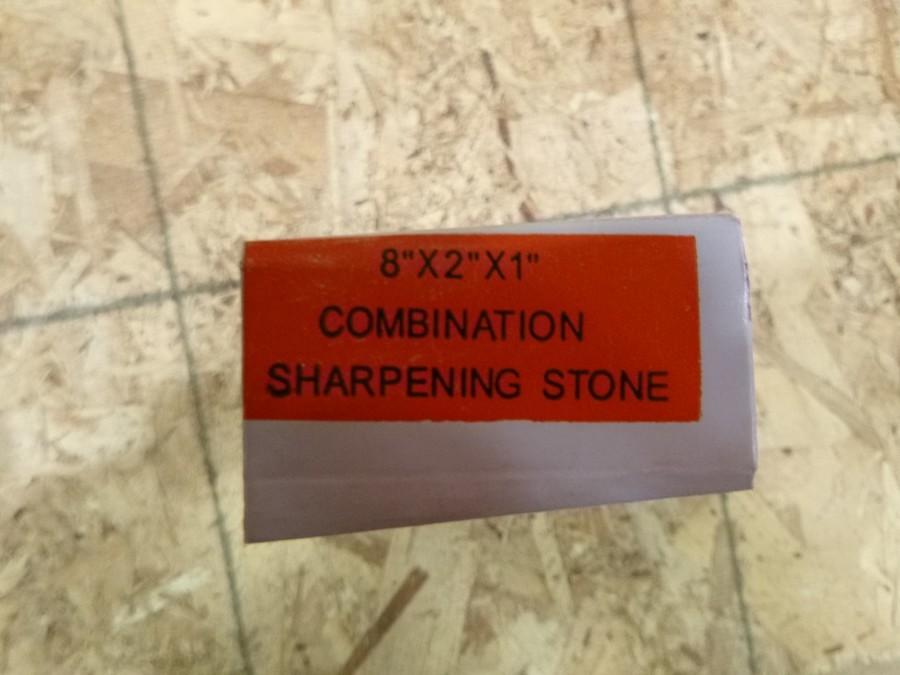 8"X2"X1"
COMBINATION
SHARPENING STONE